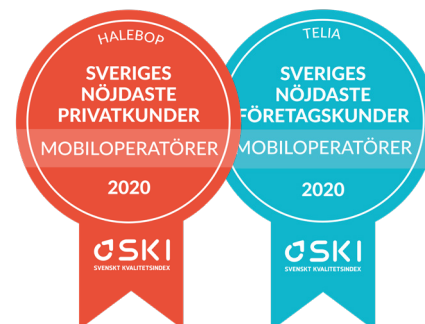 HALEBOP
SVERIGES
NÖJDASTE
PRIVATKUNDER
MOBILOPERATÖRER
2020
SKI
SVENSKT KVALITETSINDEX
TELIA
SVERIGES
NÖJDASTE
FÖRETAGSKUNDER
MOBILOPERATÖRER
2020
SKI
SVENSKT KVALITETSINDEX